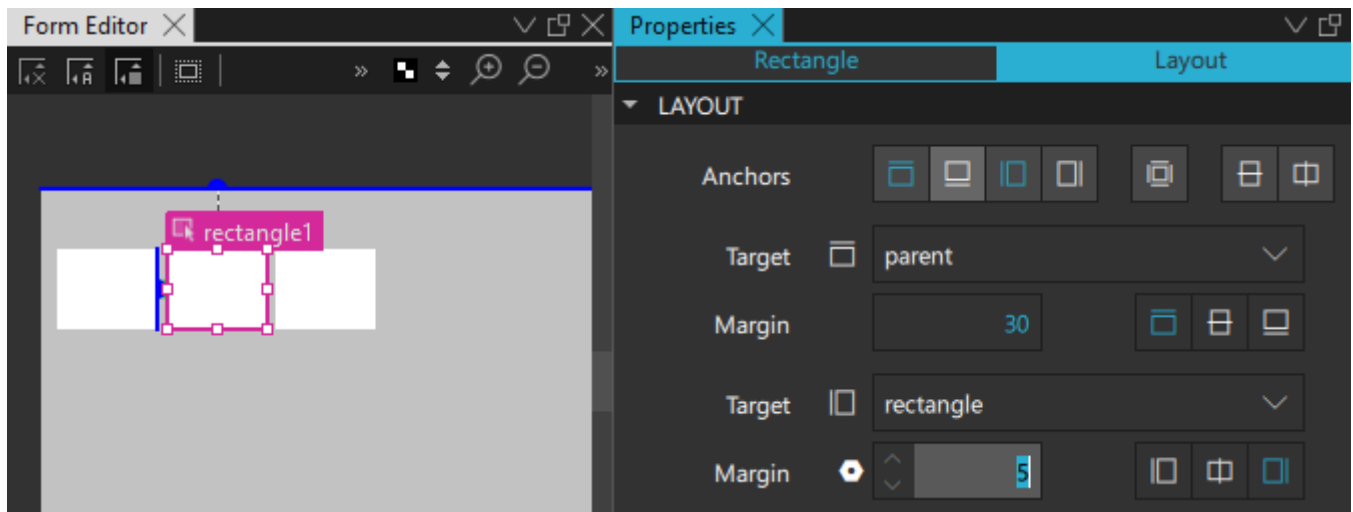 Form Editor
Properties
Rectangle
Layout
LAYOUT
rectangle1
Anchors
Target
parent
Margin
30
Target
rectangle
Margin
5